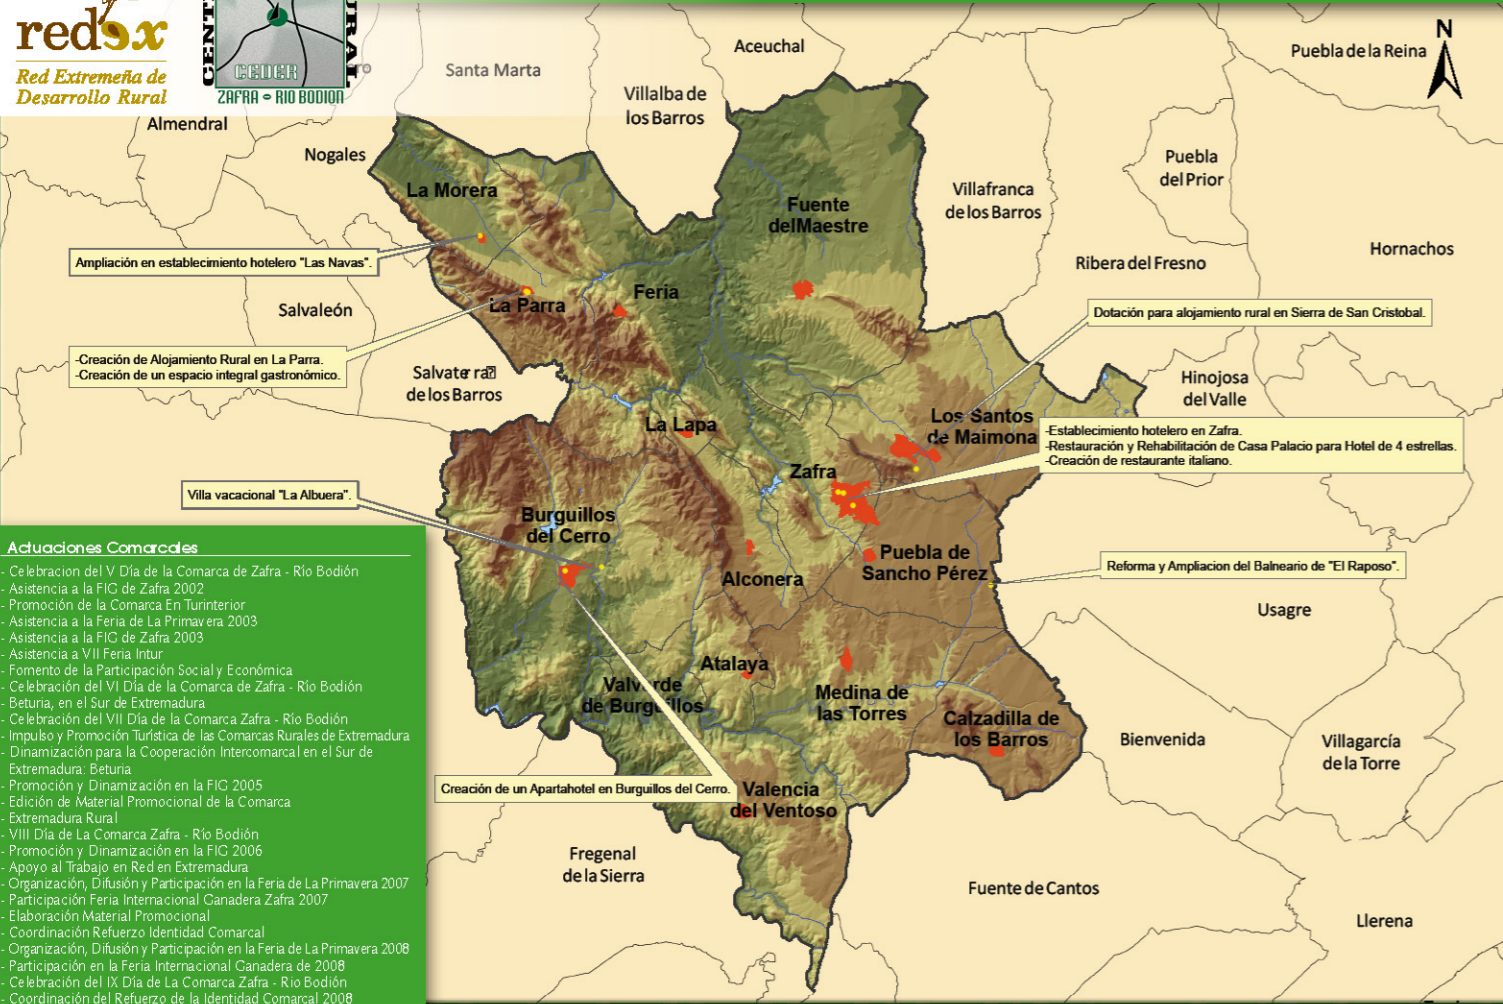 redex
Red Extremeña de
Desarrollo Rural
CEDER
ZAFRA - RIO BODION
Aceuchal
Santa Marta
Puebla de la Reina
N
Villalba de
los Barros
Almendral
Nogales
Puebla
del Prior
La Morera
Villafranca
de los Barros
Fuente
delMaestre
Hornachos
Ampliación en establecimiento hotelero "Las Navas".
Ribera del Fresno
Feria
La Parra
Salvaleón
Dotación para alojamiento rural en Sierra de San Cristobal.
-Creación de Alojamiento Rural en La Parra.
-Creación de un espacio integral gastronómico.
Salvaterra
de los Barros
Hinojosa
del Valle
La Lapa
Los Santos
de Maimona
-Establecimiento hotelero en Zafra.
-Restauración y Rehabilitación de Casa Palacio para Hotel de 4 estrellas.
-Creación de restaurante italiano.
Zafra
Villa vacacional "La Albuera".
Burguillos
del Cerro
Puebla de
Sancho Pérez
Alconera
Reforma y Ampliacion del Balneario de "El Raposo".
Usagre
Atalaya
Valverde
de Burguillos
Medina de
las Torres
Calzadilla de
los Barros
Bienvenida
Villagarcía
de la Torre
Creación de un Apartahotel en Burguillos del Cerro.
Valencia
del Ventoso
Fregenal
de la Sierra
Fuente de Cantos
Llerena
Actuaciones Comarcales
- Celebracion del V Día de la Comarca de Zafra - Río Bodión
- Asistencia a la FIG de Zafra 2002
- Promoción de la Comarca En Turinterior
- Asistencia a la Feria de La Primavera 2003
- Asistencia a la FIG de Zafra 2003
- Asistencia a VII Feria Intur
- Fomento de la Participación Social y Económica
- Celebración del VI Día de la Comarca de Zafra - Río Bodión
- Beturia, en el Sur de Extremadura
- Celebración del VII Día de la Comarca Zafra - Río Bodión
- Impulso y Promoción Turística de las Comarcas Rurales de Extremadura
- Dinamización para la Cooperación Intercomarcal en el Sur de
Extremadura: Beturia
- Promoción y Dinamización en la FIG 2005
- Edición de Material Promocional de la Comarca
- Extremadura Rural
- VIII Día de La Comarca Zafra - Río Bodión
- Promoción y Dinamización en la FIG 2006
- Apoyo al Trabajo en Red en Extremadura
- Organización, Difusión y Participación en la Feria de La Primavera 2007
- Participación Feria Internacional Ganadera Zafra 2007
- Elaboración Material Promocional
- Coordinación Refuerzo Identidad Comarcal
- Organización, Difusión y Participación en la Feria de La Primavera 2008
- Participación en la Feria Internacional Ganadera de 2008
- Celebración del IX Día de La Comarca Zafra - Rio Bodión
- Coordinación del Refuerzo de la Identidad Comarcal 2008